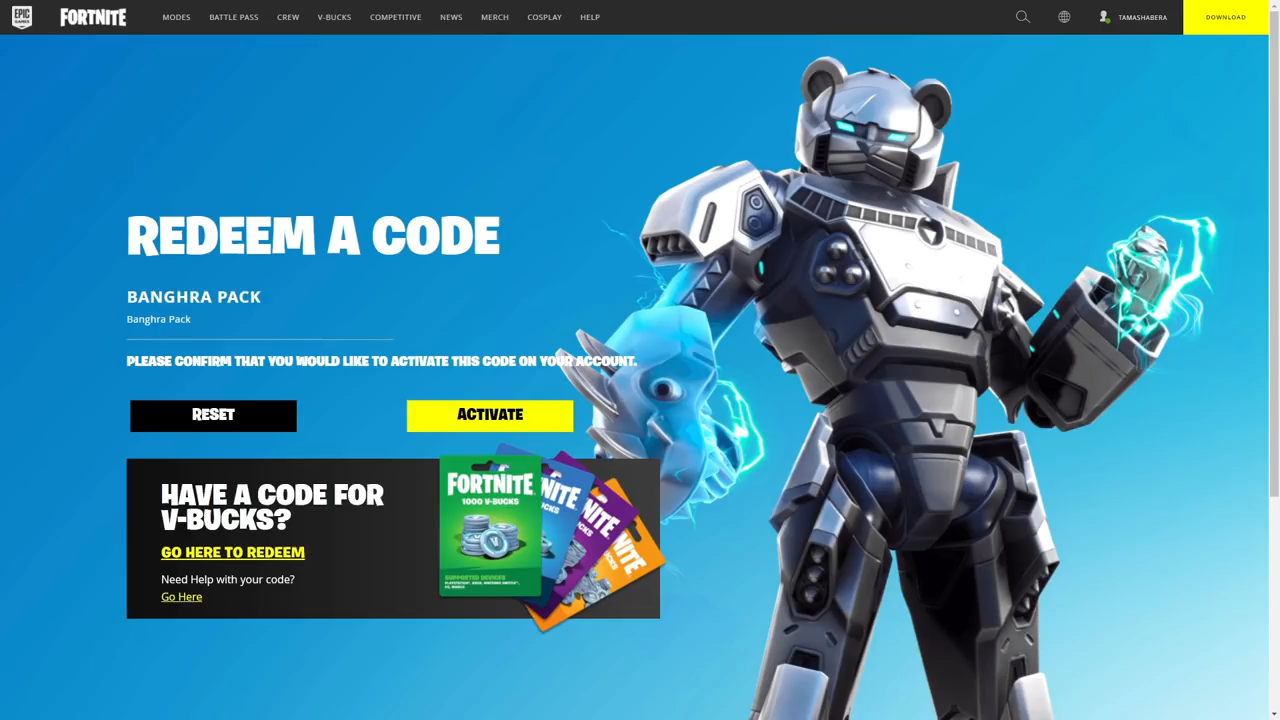 EPIC
GAMES
FORTNITE
MODES
BATTLE PASS
CREW
V-BUCKS
COMPETITIVE
NEWS
MERCH
COSPLAY
HELP
TAMASHABERA
DOWNLOAD
REDEEM A CODE
BANGHRA PACK
Banghra Pack
PLEASE CONFIRM THAT YOU WOULD LIKE TO ACTIVATE THIS CODE ON YOUR ACCOUNT.
RESET
ACTIVATE
HAVE A CODE FOR
V-BUCKS?
GO HERE TO REDEEM
Need Help with your code?
Go Here
FORTNITE
1000 V-BUCKS
SUPPORTED DEVICES